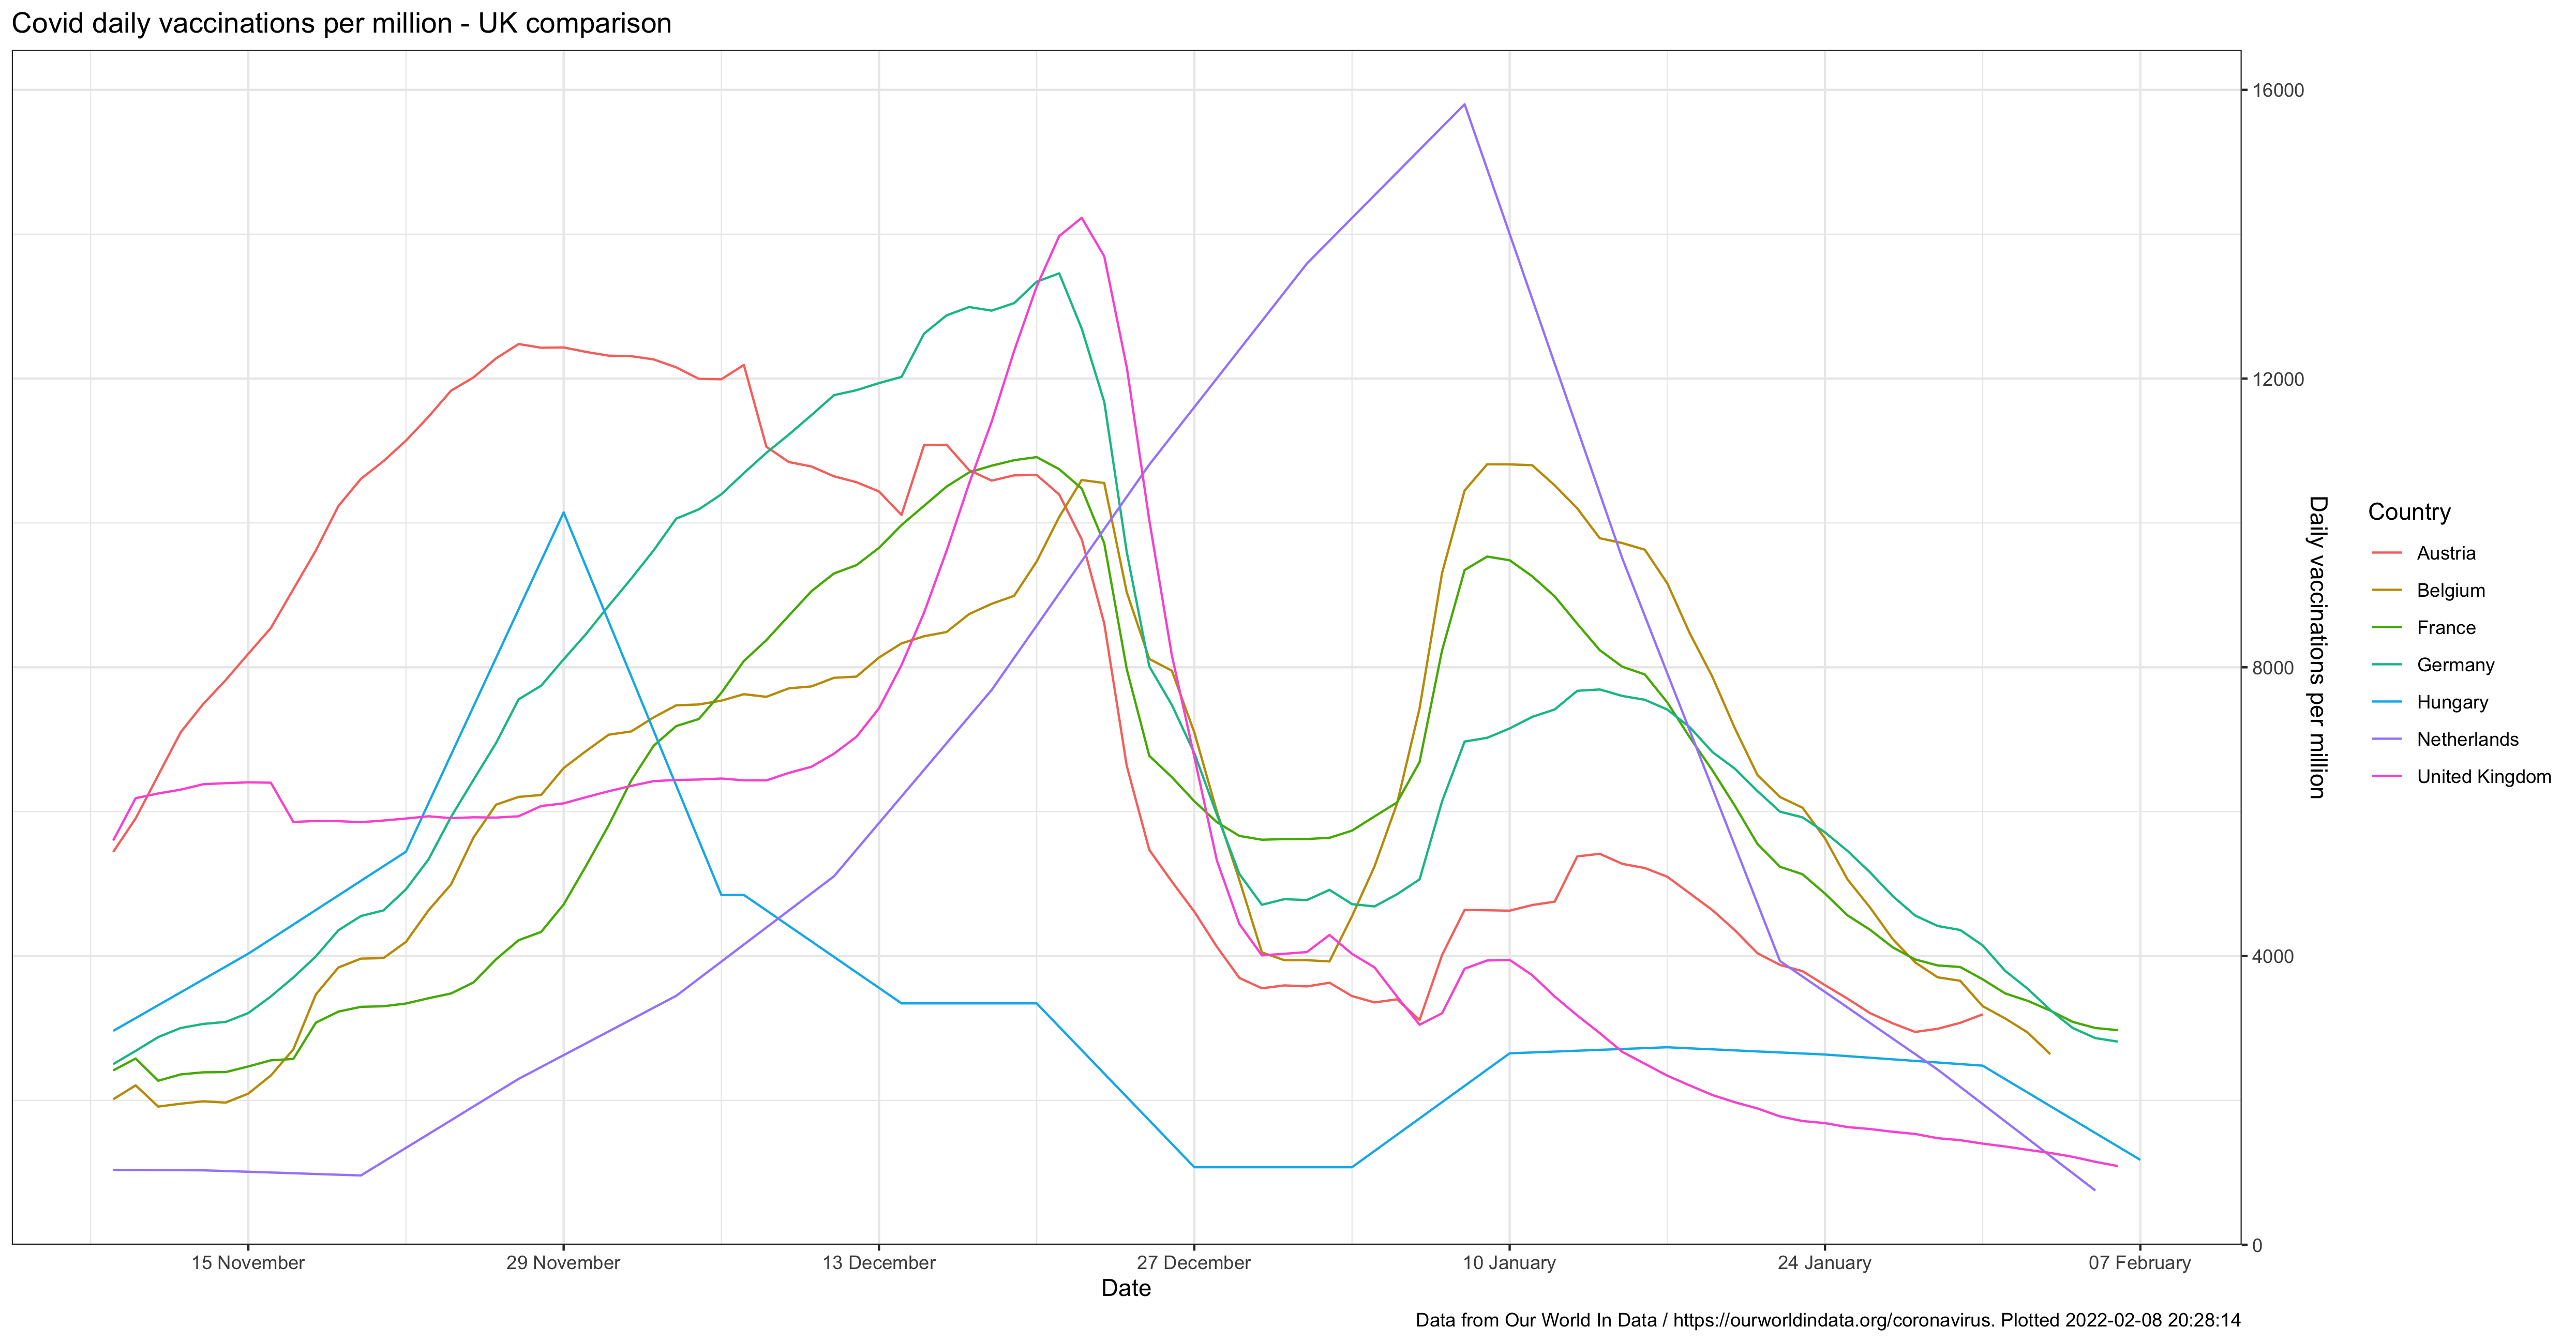 Covid daily vaccinations per million - UK comparison
16000
12000
8000
4000
0
Daily vaccinations per million
Country
Austria
Belgium
France
Germany
Hungary
Netherlands
United Kingdom
15 November
29 November
13 December
27 December
10 January
24 January
07 February
Date
Data from Our World In Data / https://ourworldindata.org/coronavirus. Plotted 2022-02-08 20:28:14